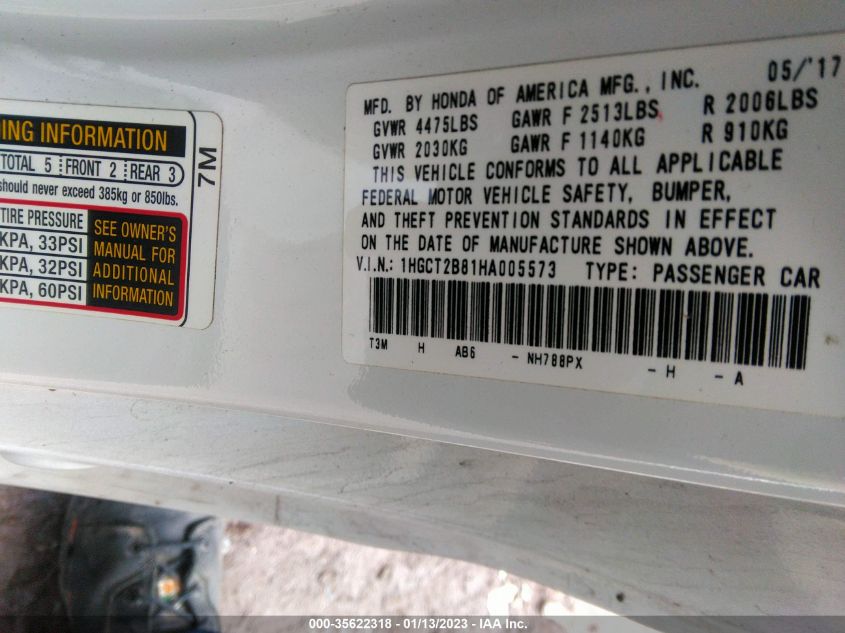 ING INFORMATION
TOTAL 5 FRONT 2 REAR 3
should never exceed 385kg or 850lbs.
TIRE PRESSURE
KPA, 33PSI
KPA, 32PSI
KPA, 60PSI
SEE OWNER'S
MANUAL FOR
ADDITIONAL
INFORMATION
7M
MFD. BY HONDA OF AMERICA MFG., INC. 05/'17
GVWR 4475LBS GAWR F 2513LBS R 2006LBS
GVWR 2030KG GAWR F 1140KG R 910KG
THIS VEHICLE CONFORMS TO ALL APPLICABLE
FEDERAL MOTOR VEHICLE SAFETY, BUMPER,
AND THEFT PREVENTION STANDARDS IN EFFECT
ON THE DATE OF MANUFACTURE SHOWN ABOVE.
V.I.N.: 1HGCT2B81HA005573 TYPE: PASSENGER CAR
T3M H AB6 - NH788PX - H - A
000-35622318 - 01/13/2023 - IAA Inc.